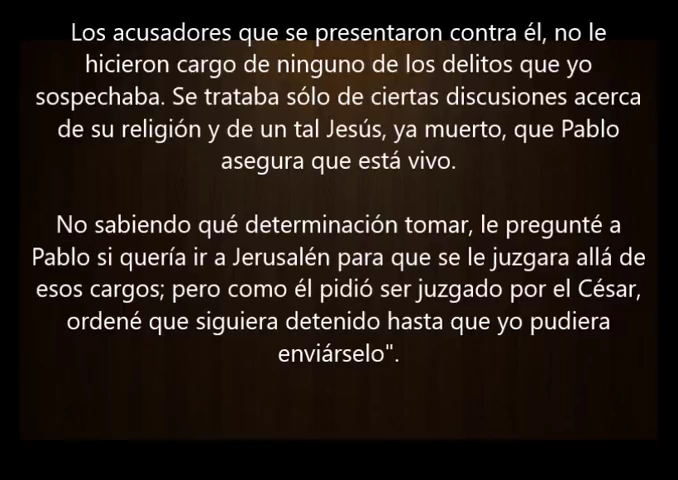 Los acusadores que se presentaron contra él, no le
hicieron cargo de ninguno de los delitos que yo
sospechaba. Se trataba sólo de ciertas discusiones acerca
de su religión y de un tal Jesús, ya muerto, que Pablo
asegura que está vivo.
No sabiendo qué determinación tomar, le pregunté a
Pablo si quería ir a Jerusalén para que se le juzgara allá de
esos cargos; pero como él pidió ser juzgado por el César,
ordené que siguiera detenido hasta que yo pudiera
enviárselo".